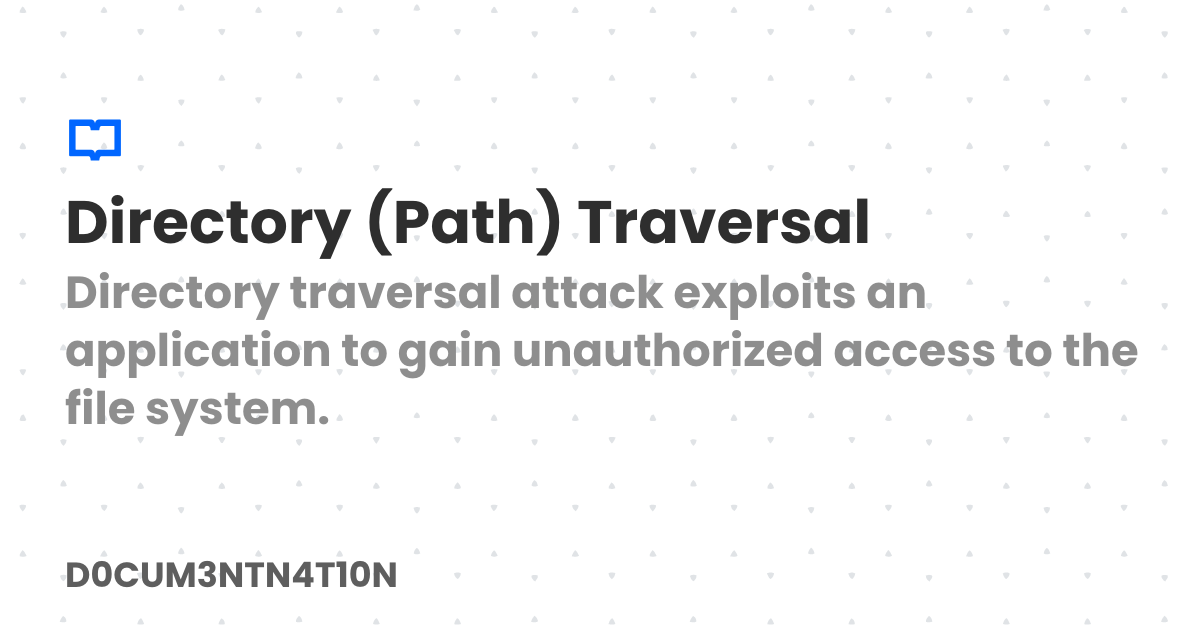 Directory (Path) Traversal
Directory traversal attack exploits an
application to gain unauthorized access to the
file system.
D0CUM3NTN4T10N